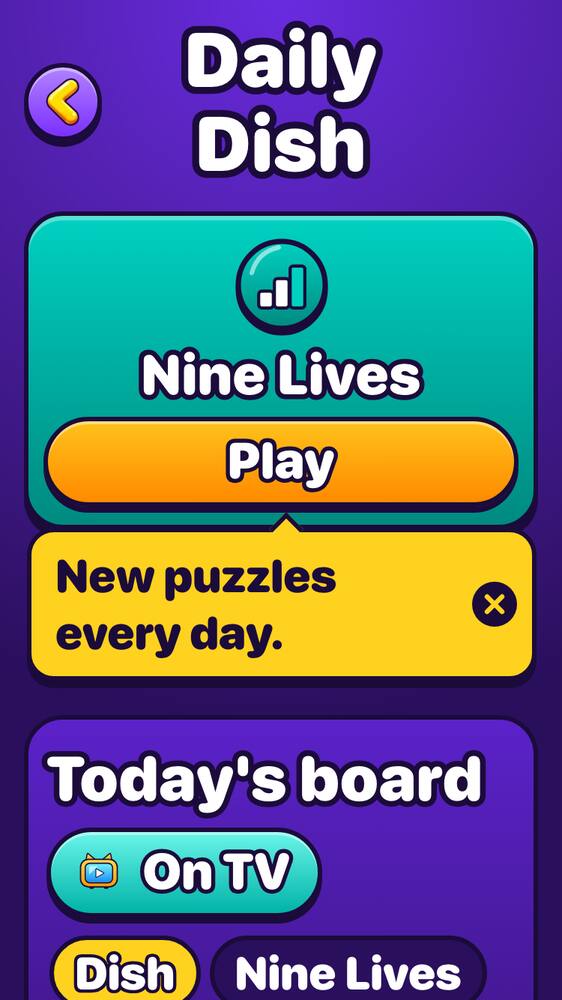 Daily
Dish
Nine Lives
Play
New puzzles
every day.
Today's board
On TV
Dish
Nine Lives